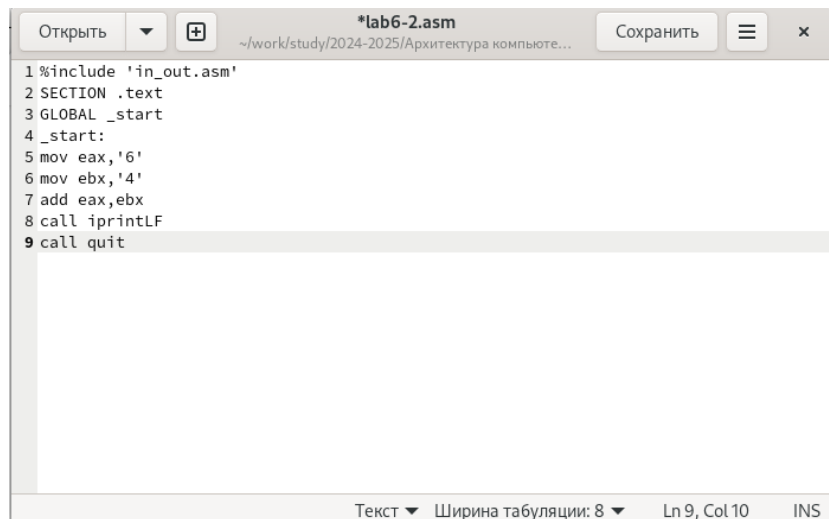 Открыть
*lab6-2.asm
~/work/study/2024-2025/Архитектура компьюте...
Сохранить
1 %include 'in_out.asm'
2 SECTION .text
3 GLOBAL _start
4 _start:
5 mov eax,'6'
6 mov ebx,'4'
7 add eax,ebx
8 call iprintLF
9 call quit
Текст Ширина табуляции: 8 Ln 9, Col 10 INS